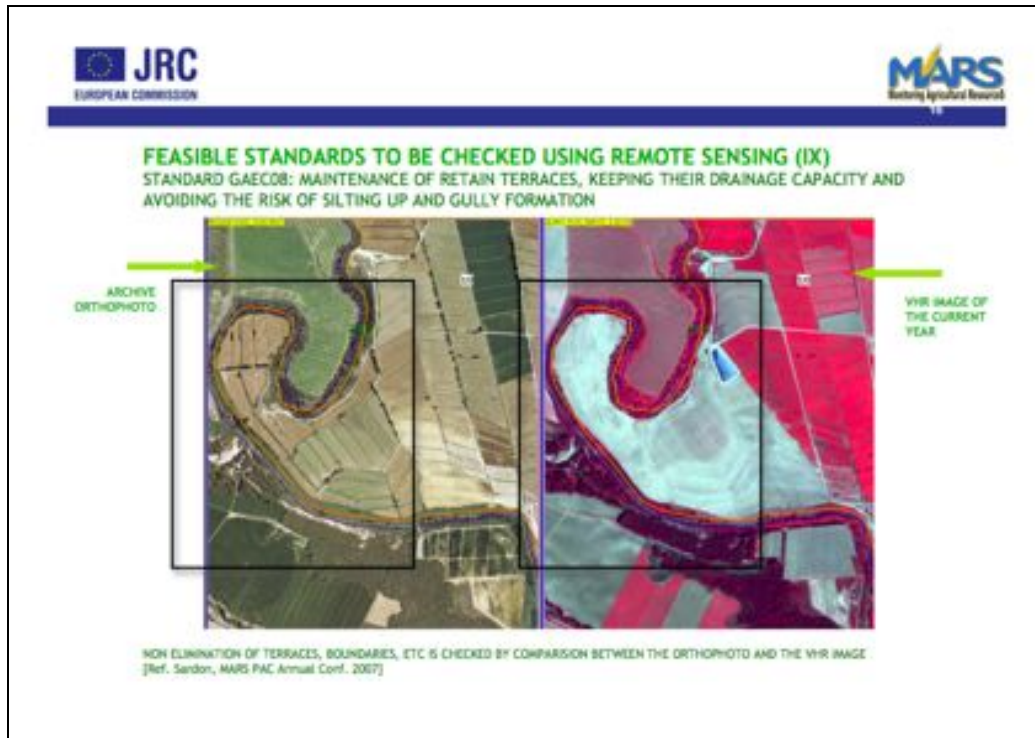 JRC
EUROPEAN COMMISSION
MARS
Monitoring Agricultural Resources
FEASIBLE STANDARDS TO BE CHECKED USING REMOTE SENSING (IX)
STANDARD GAEC08: MAINTENANCE OF RETAIN TERRACES, KEEPING THEIR DRAINAGE CAPACITY AND
AVOIDING THE RISK OF SILTING UP AND GULLY FORMATION
ARCHIVE
ORTHOPHOTO
VHR IMAGE OF
THE CURRENT
YEAR
NON ELIMINATION OF TERRACES, BOUNDARIES, ETC IS CHECKED BY COMPARISION BETWEEN THE ORTHOPHOTO AND THE VHR IMAGE
[Ref. Sardon, MARS PAC Annual Conf. 2007]